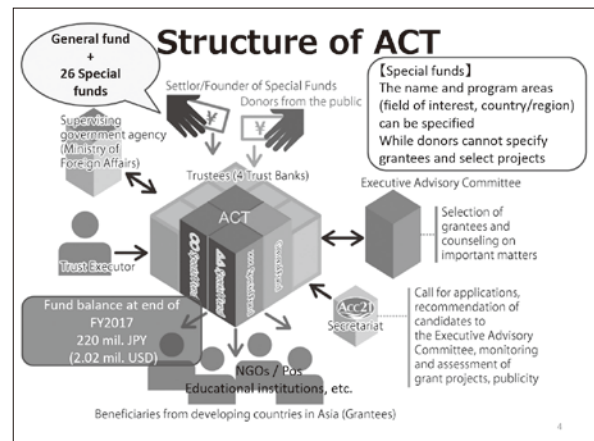 Structure of ACT
General fund
+
26 Special
funds
Settlor/Founder of Special Funds
Donors from the public
¥
¥
【Special funds】
The name and program areas
(field of interest, country/region)
can be specified
While donors cannot specify
grantees and select projects
Supervising
government agency
(Ministry of
Foreign Affairs)
Trustees (4 Trust Banks)
ACT
Executive Advisory Committee
Selection of
grantees and
counseling on
important matters
Trust Executor
Acc21
Secretariat
Call for applications,
recommendation of
candidates to
the Executive Advisory
Committee, monitoring
and assessment of
grant projects, publicity
Fund balance at end of
FY2017
220 mil. JPY
(2.02 mil. USD)
NGOs / Pos
Educational institutions, etc.
Beneficiaries from developing countries in Asia (Grantees)
4